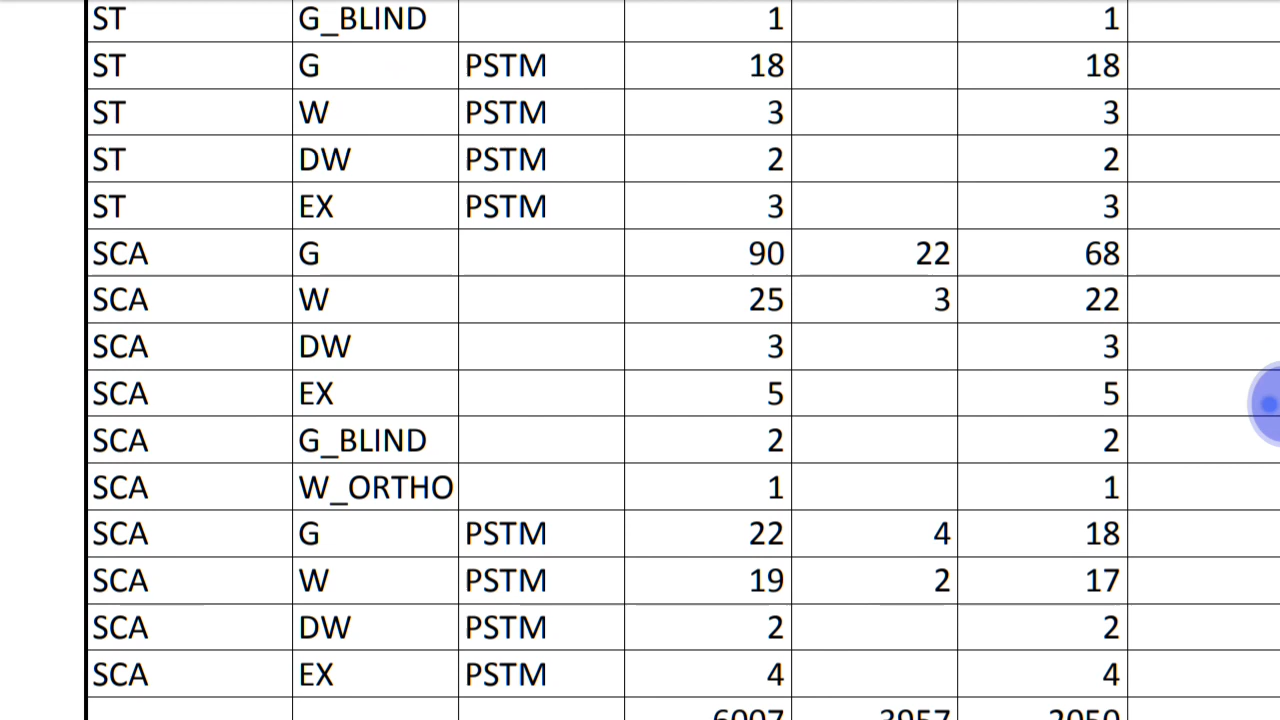 ST G_BLIND 1 1
ST G PSTM 18 18
ST W PSTM 3 3
ST DW PSTM 2 2
ST EX PSTM 3 3
SCA G 90 22 68
SCA W 25 3 22
SCA DW 3 3
SCA EX 5 5
SCA G_BLIND 2 2
SCA W_ORTHO 1 1
SCA G PSTM 22 4 18
SCA W PSTM 19 2 17
SCA DW PSTM 2 2
SCA EX PSTM 4 4
6007 3957 2050